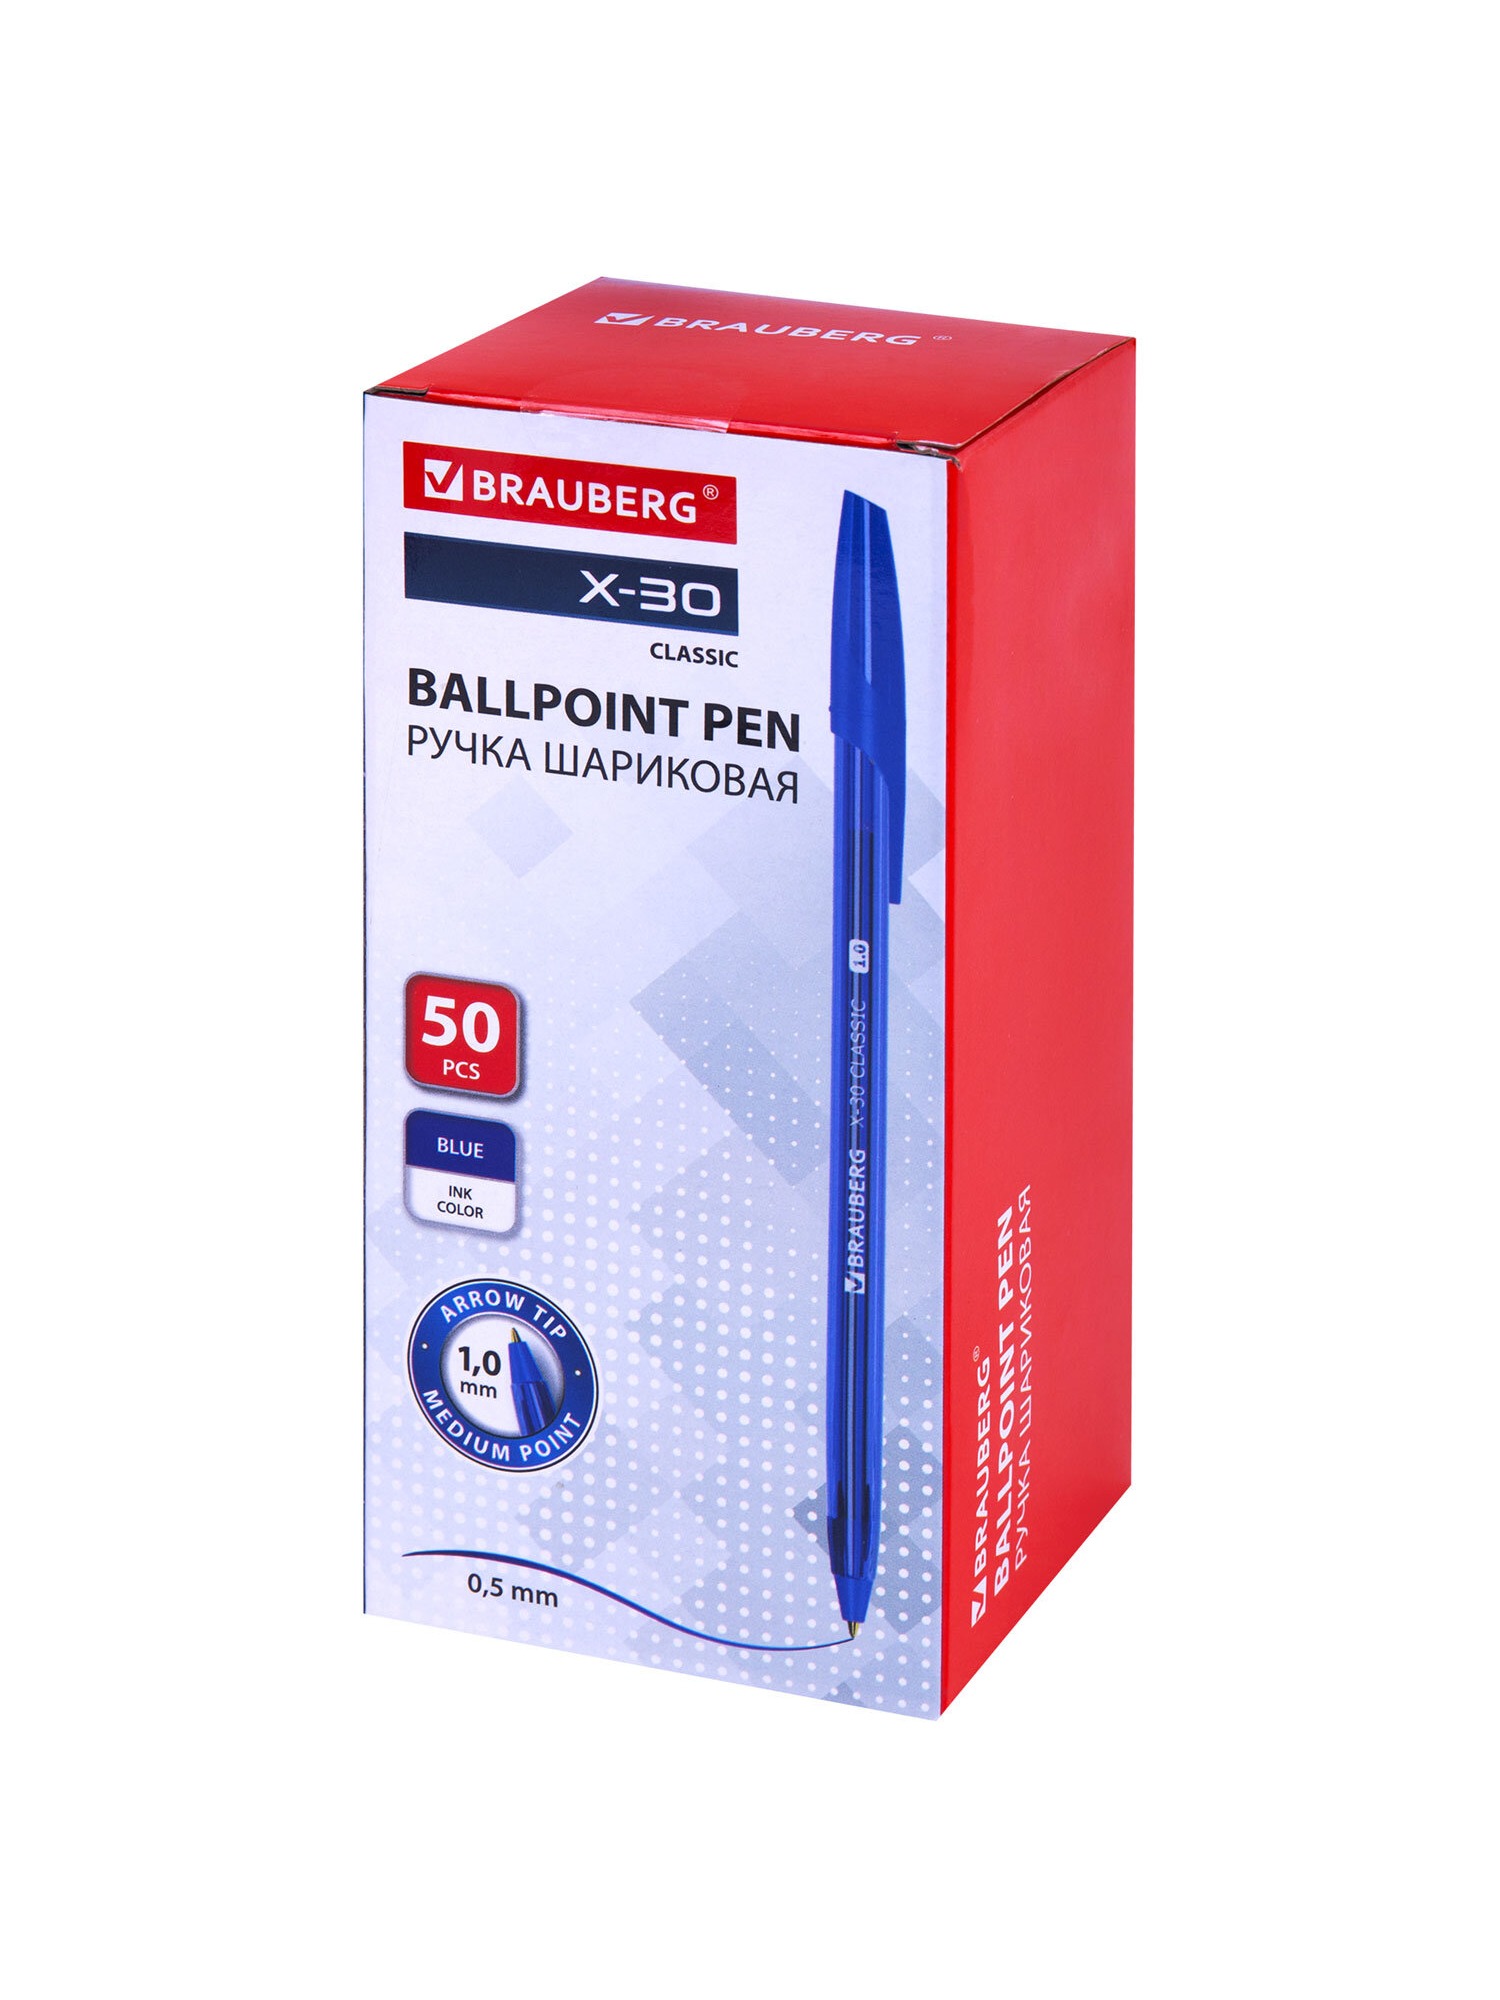 BRAUBERG ®
BRAUBERG®
X-30
CLASSIC
BALLPOINT PEN
РУЧКА ШАРИКОВАЯ
50
PCS
BLUE
INK
COLOR
ARROW TIP
1,0
mm
MEDIUM POINT
0,5 mm
BRAUBERG X-30 CLASSIC 1.0
BRAUBERG®
BALLPOINT PEN
РУЧКА ШАРИКОВАЯ